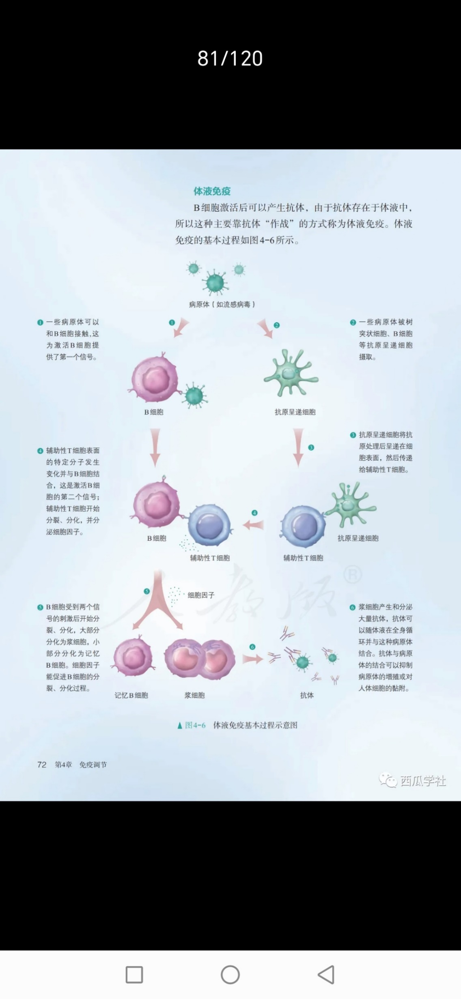 81/120
体液免疫
B细胞激活后可以产生抗体，由于抗体存在于体液中，
所以这种主要靠抗体“作战”的方式称为体液免疫。体液
免疫的基本过程如图4-6所示。
病原体（如流感病毒）
❶ 一些病原体可以
和B细胞接触,这
为激活B细胞提
供了第一个信号。
❶
❷
❷ 一些病原体被树
突状细胞、B细胞
等抗原呈递细胞
摄取。
B细胞
抗原呈递细胞
❸
❸ 抗原呈递细胞将抗
原处理后呈递在细
胞表面，然后传递
给辅助性T细胞。
❹ 辅助性T细胞表面
的特定分子发生
变化并与B细胞结
合，这是激活B细
胞的第二个信号；
辅助性T细胞开始
分裂、分化，并分
泌细胞因子。
❹
B细胞
抗原呈递细胞
辅助性T细胞
辅助性T细胞
人教版®
❺
细胞因子
❺ B细胞受到两个信
号的刺激后开始分
裂、分化，大部分
分化为浆细胞，小
部分分化为记忆
B细胞。细胞因子
能促进B细胞的分
裂、分化过程。
❻
❻ 浆细胞产生和分泌
大量抗体，抗体可
以随体液在全身循
环并与这种病原体
结合。抗体与病原
体的结合可以抑制
病原体的增殖或对
人体细胞的黏附。
记忆B细胞
浆细胞
抗体
▲图4-6 体液免疫基本过程示意图
72 第4章 免疫调节
西瓜学社